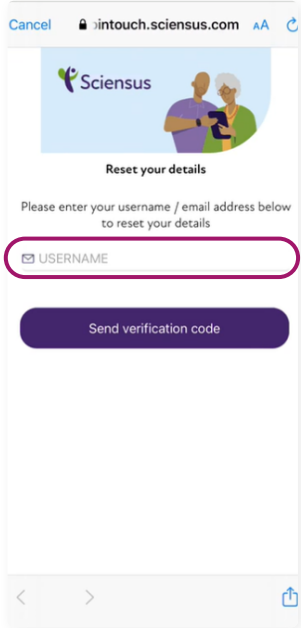 Cancel intouch.sciensus.com AA
Sciensus
Reset your details
Please enter your username / email address below
to reset your details
USERNAME
Send verification code